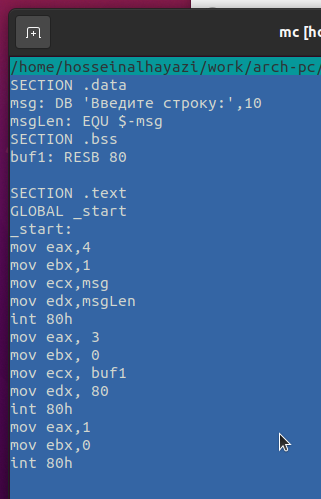 mc [ho
/home/hosseinalhayazi/work/arch-pc/
SECTION .data
msg: DB 'Введите строку:',10
msgLen: EQU $-msg
SECTION .bss
buf1: RESB 80
SECTION .text
GLOBAL _start
_start:
mov eax,4
mov ebx,1
mov ecx,msg
mov edx,msgLen
int 80h
mov eax, 3
mov ebx, 0
mov ecx, buf1
mov edx, 80
int 80h
mov eax,1
mov ebx,0
int 80h